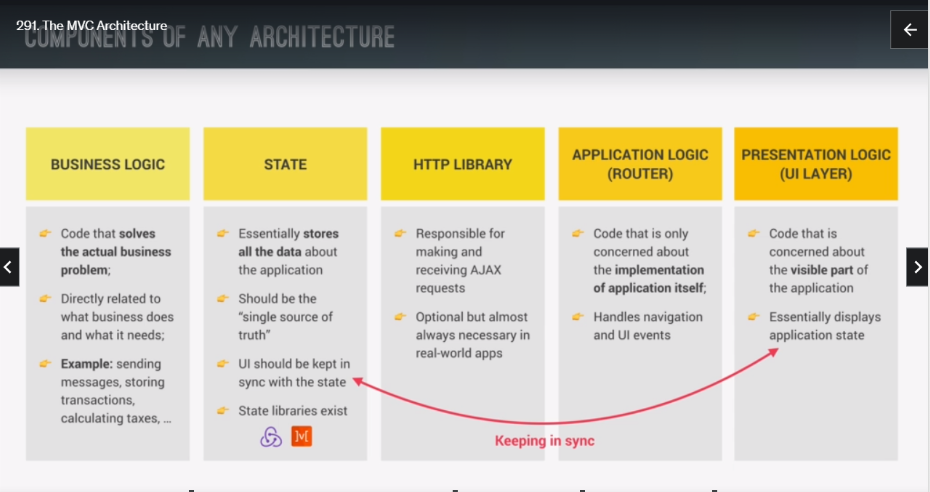 291. The MVC Architecture
COMPONENTS OF ANY ARCHITECTURE
BUSINESS LOGIC
Code that solves
the actual business
problem;
Directly related to
what business does
and what it needs;
Example: sending
messages, storing
transactions,
calculating taxes, ...
STATE
Essentially stores
all the data about
the application
Should be the
“single source of
truth”
UI should be kept in
sync with the state
State libraries exist
HTTP LIBRARY
Responsible for
making and
receiving AJAX
requests
Optional but almost
always necessary in
real-world apps
APPLICATION LOGIC
(ROUTER)
Code that is only
concerned about
the implementation
of application itself;
Handles navigation
and UI events
PRESENTATION LOGIC
(UI LAYER)
Code that is
concerned about
the visible part of
the application
Essentially displays
application state
Keeping in sync